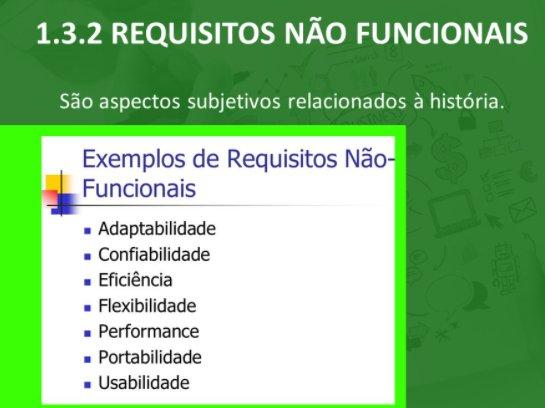 1.3.2 REQUISITOS NÃO FUNCIONAIS
São aspectos subjetivos relacionados à história.
Exemplos de Requisitos Não-
Funcionais
Adaptabilidade
Confiabilidade
Eficiência
Flexibilidade
Performance
Portabilidade
Usabilidade